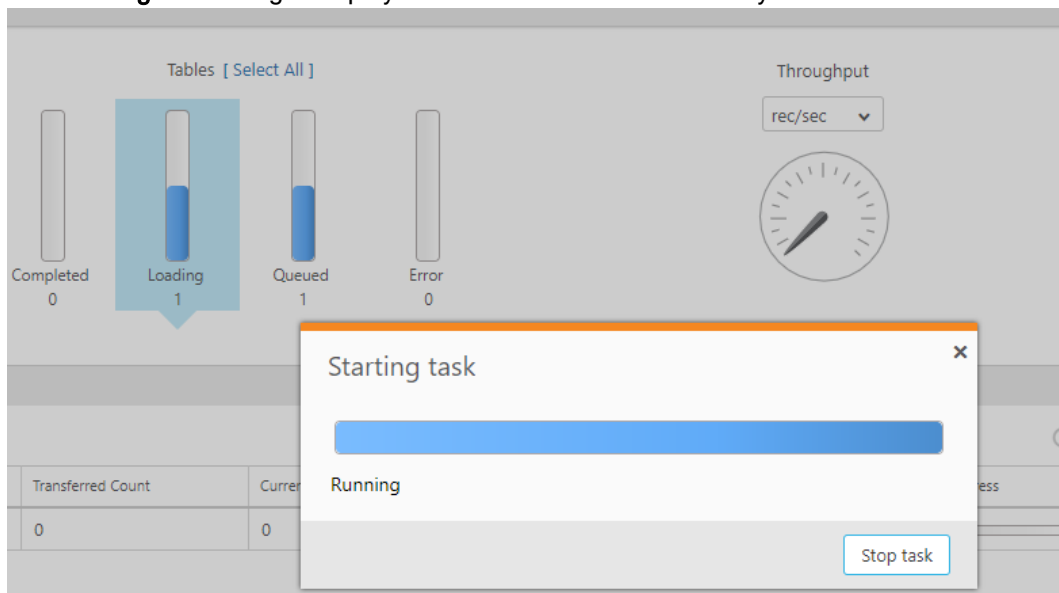 Tables [ Select All ]
Throughput
rec/sec
Completed
Loading
Queued
Error
0
1
1
0
Starting task
Running
Transferred Count
0
0
Stop task